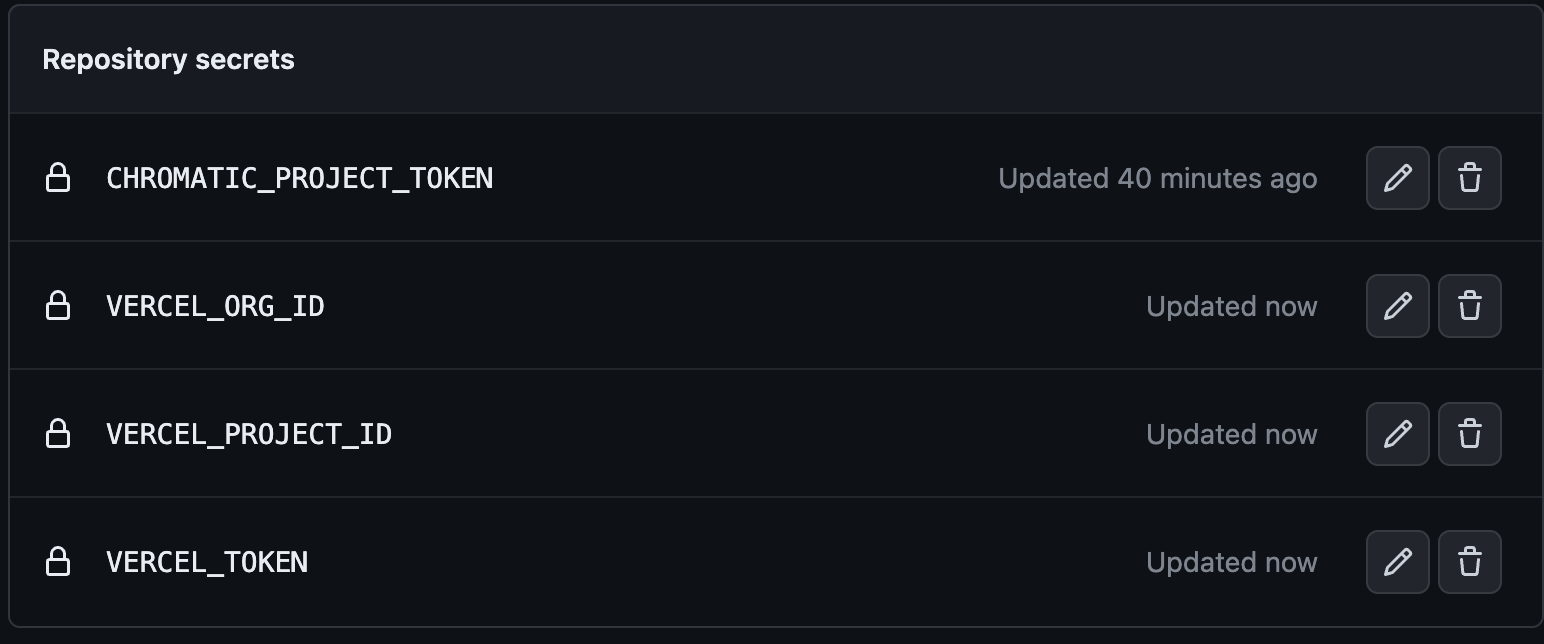 Repository secrets
CHROMATIC_PROJECT_TOKEN Updated 40 minutes ago
VERCEL_ORG_ID Updated now
VERCEL_PROJECT_ID Updated now
VERCEL_TOKEN Updated now